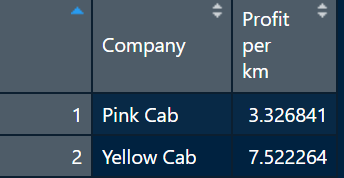 Company Profit per km
1 Pink Cab 3.326841
2 Yellow Cab 7.522264